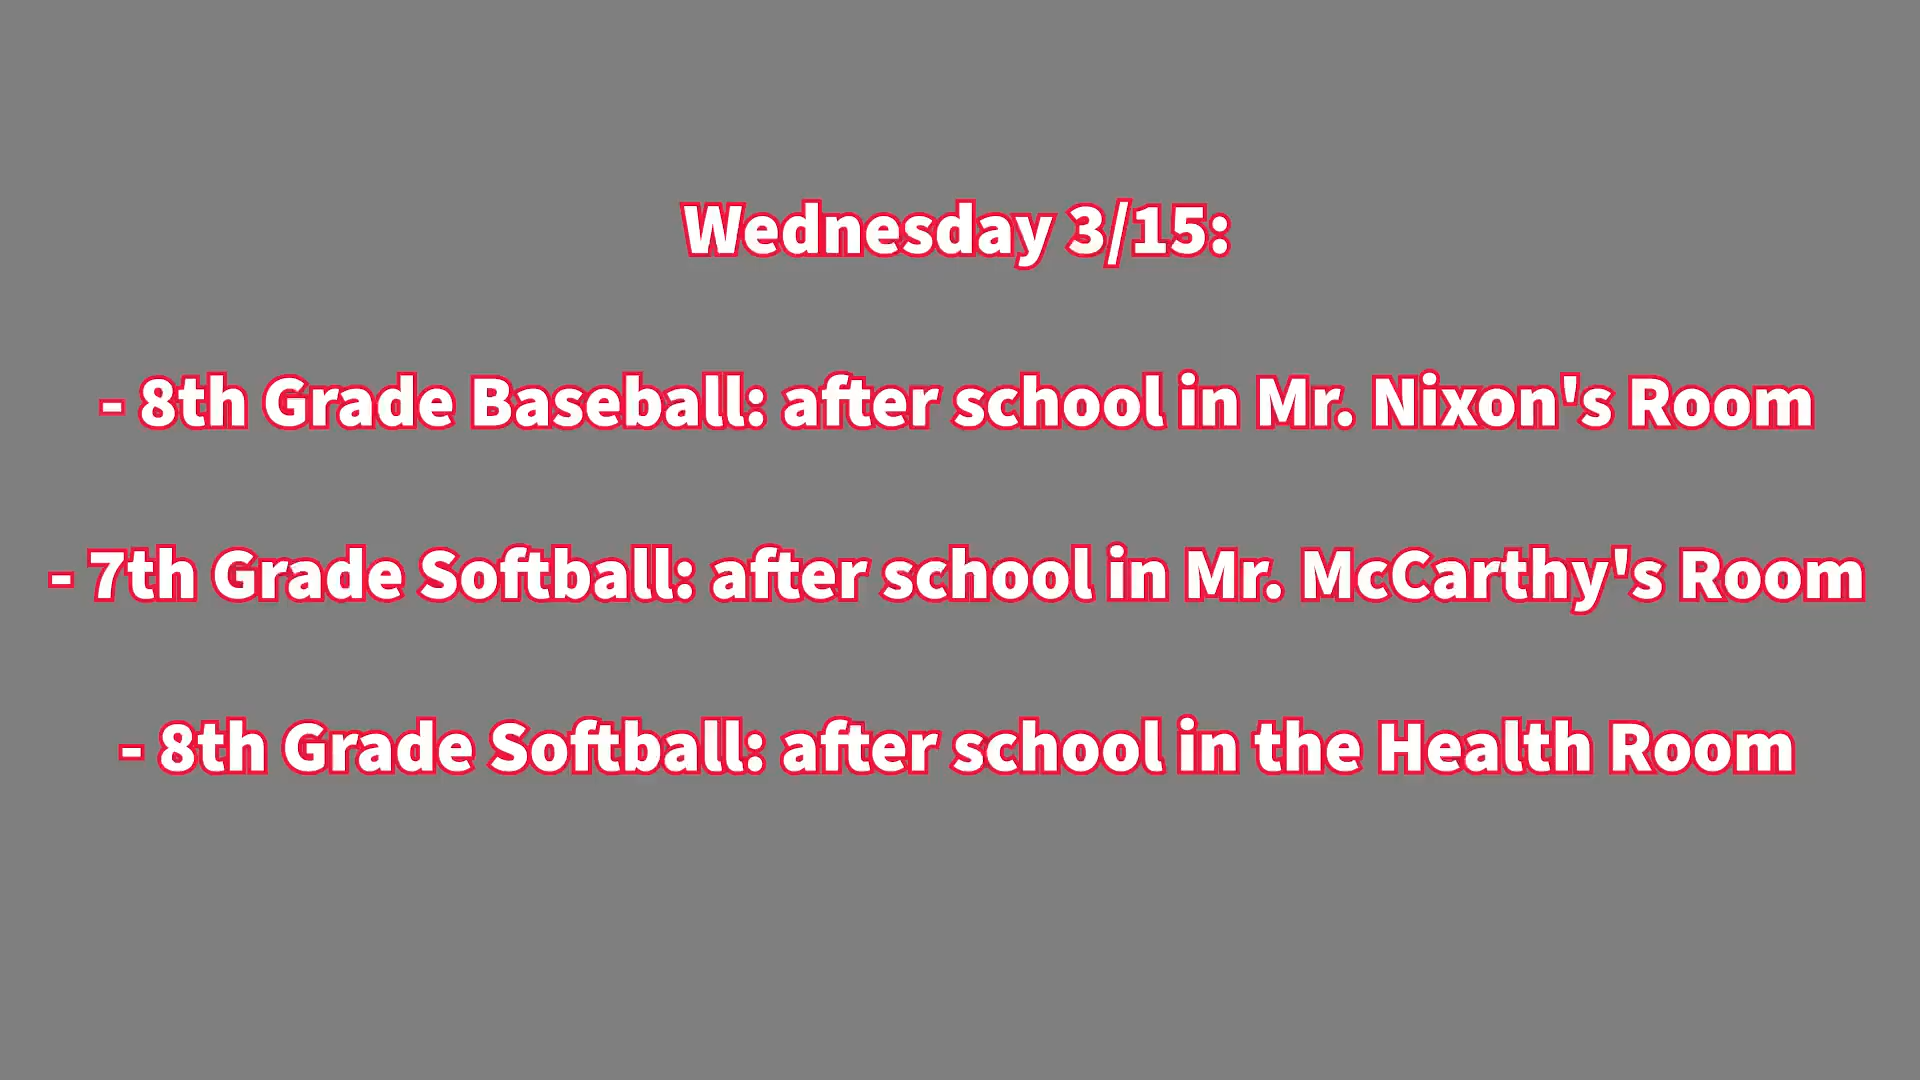 Wednesday 3/15:
- 8th Grade Baseball: after school in Mr. Nixon's Room
- 7th Grade Softball: after school in Mr. McCarthy's Room
- 8th Grade Softball: after school in the Health Room